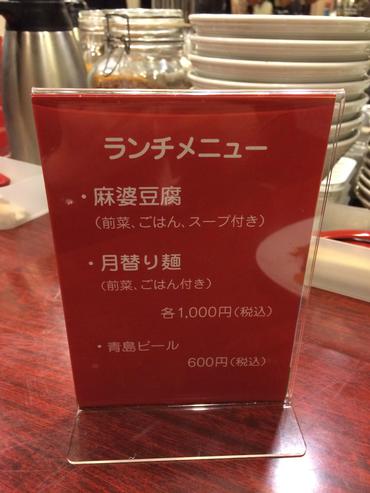 ランチメニュー
・麻婆豆腐
(前菜、ごはん、スープ付き)
・月替り麺
(前菜、ごはん付き)
各1,000円(税込)
・青島ビール
600円(税込)